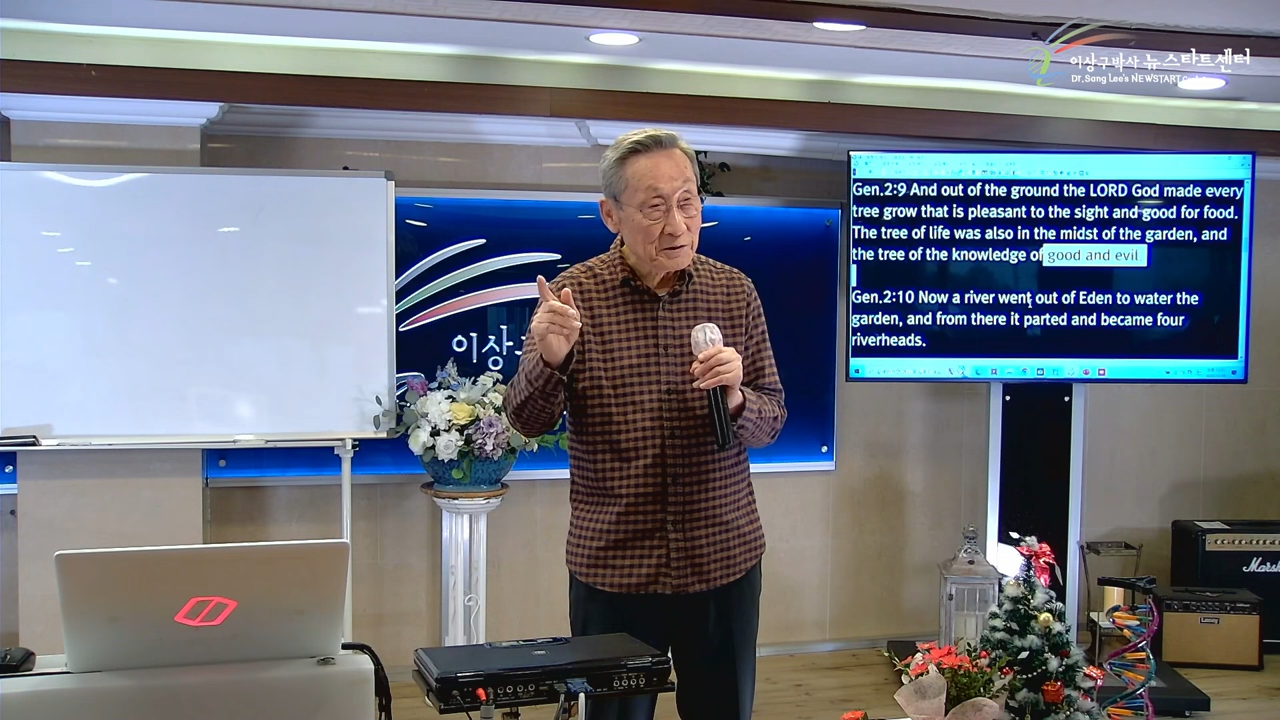 이상구박사 뉴스타트센터
Dr.Sang Lee's NEWSTART
Gen.2:9 And out of the ground the LORD God made every
tree grow that is pleasant to the sight and good for food.
The tree of life was also in the midst of the garden, and
the tree of the knowledge of good and evil.
Gen.2:10 Now a river went out of Eden to water the
garden, and from there it parted and became four
riverheads.
이상
Marsh
Laney